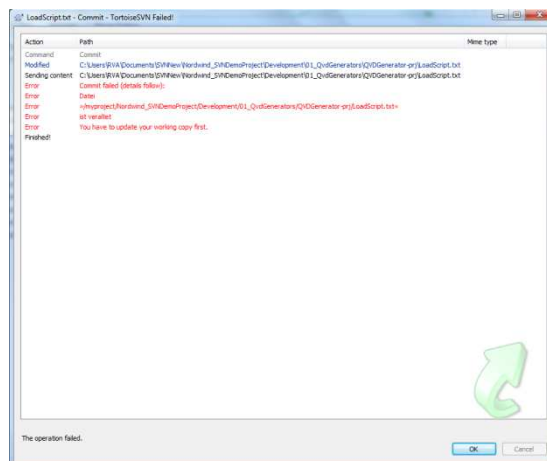 LoadScript.txt - Commit - TortoiseSVN Failed!
Action Path Mime type
Command Commit
Modified C:\Users\RVA\Documents\SVNNew\Nordwind_SVNDemoProject\Development\01_QvdGenerators\QVDGenerator-prj\LoadScript.txt
Sending content C:\Users\RVA\Documents\SVNNew\Nordwind_SVNDemoProject\Development\01_QvdGenerators\QVDGenerator-prj\LoadScript.txt
Error Commit failed (details follow):
Error Datei
Error »/myproject/Nordwind_SVNDemoProject/Development/01_QvdGenerators/QVDGenerator-prj/LoadScript.txt«
Error ist veraltet
Error You have to update your working copy first.
Finished!
The operation failed.
OK Cancel